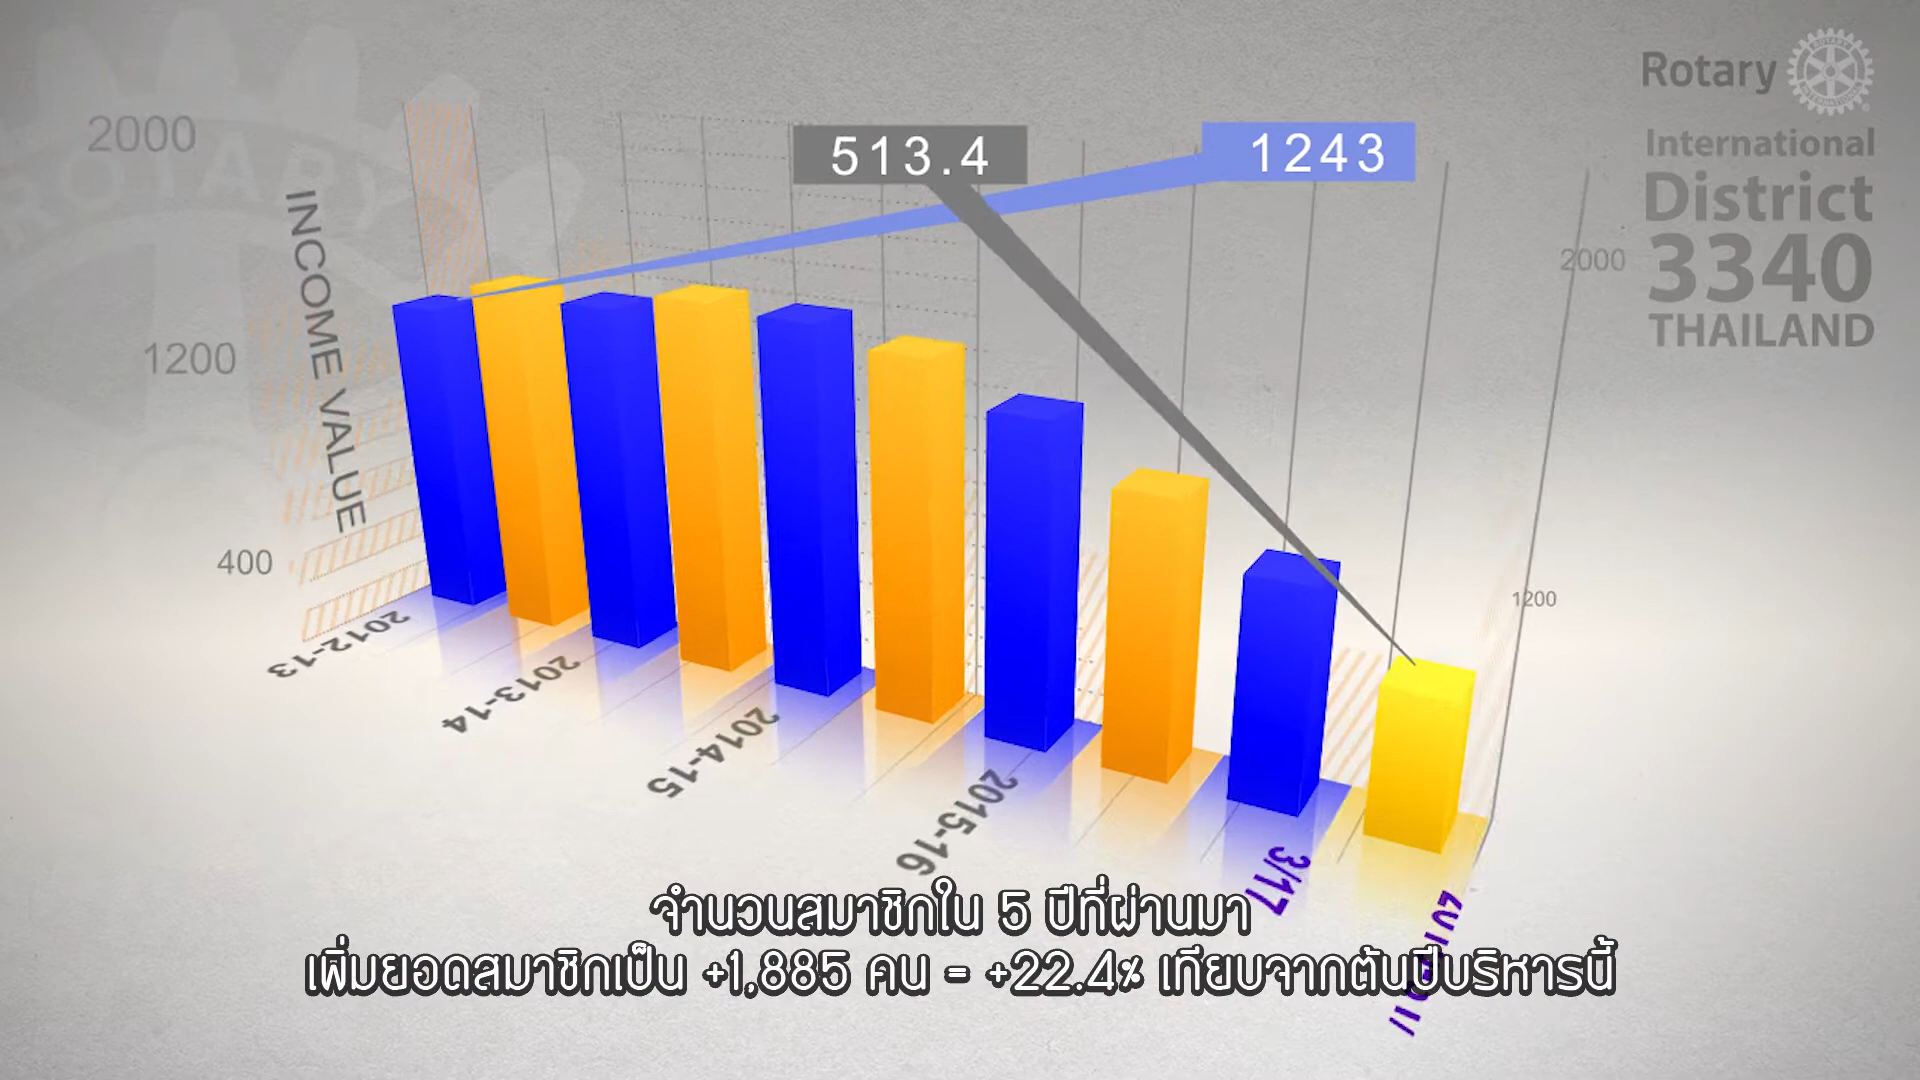 Rotary
International
District
3340
THAILAND
ROTARY
2000
1200
400
INCOME VALUE
513.4
1243
2000
1200
2012-13
2013-14
2014-15
2015-16
3/17
จำนวนสมาชิกใน 5 ปีที่ผ่านมา
เพิ่มยอดสมาชิกเป็น +1,885 คน = +22.4% เทียบจากต้นปีบริหารนี้